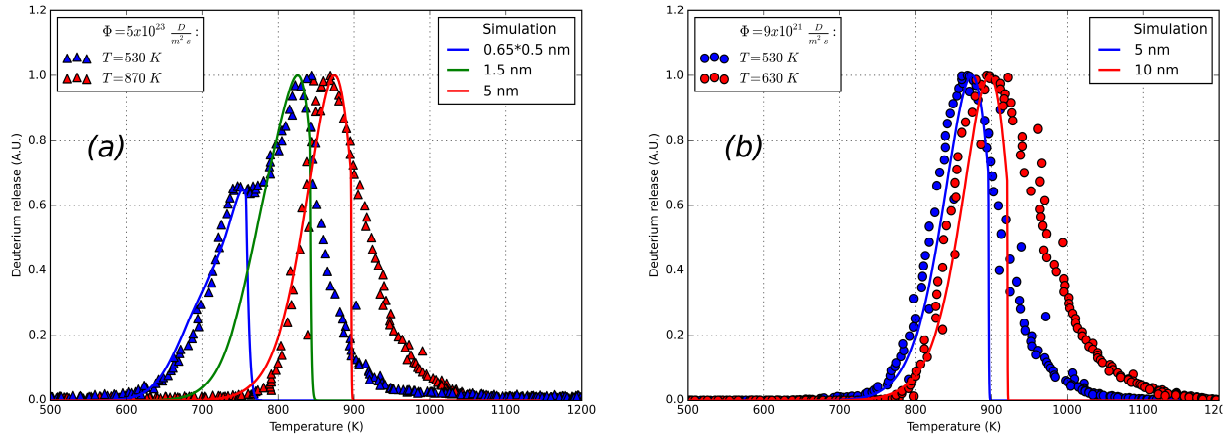 Φ=5x10^23 D/m² s :
T=530 K
T=870 K
Simulation
0.65*0.5 nm
1.5 nm
5 nm
(a)
1.2
1.0
0.8
0.6
0.4
0.2
0.0
Deuterium release (A.U.)
500 600 700 800 900 1000 1100 1200
Temperature (K)
Φ=9x10^21 D/m² s :
T=530 K
T=630 K
Simulation
5 nm
10 nm
(b)
1.2
1.0
0.8
0.6
0.4
0.2
0.0
Deuterium release (A.U.)
500 600 700 800 900 1000 1100 1200
Temperature (K)